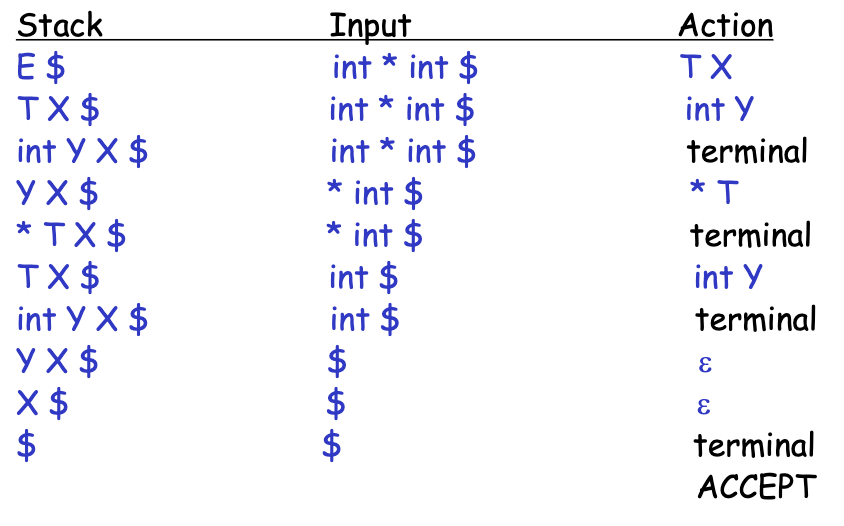 Stack Input Action
E $ int * int $ T X
T X $ int * int $ int Y
int Y X $ int * int $ terminal
Y X $ * int $ * T
* T X $ * int $ terminal
T X $ int $ int Y
int Y X $ int $ terminal
Y X $ $ ε
X $ $ ε
$ $ terminal
ACCEPT